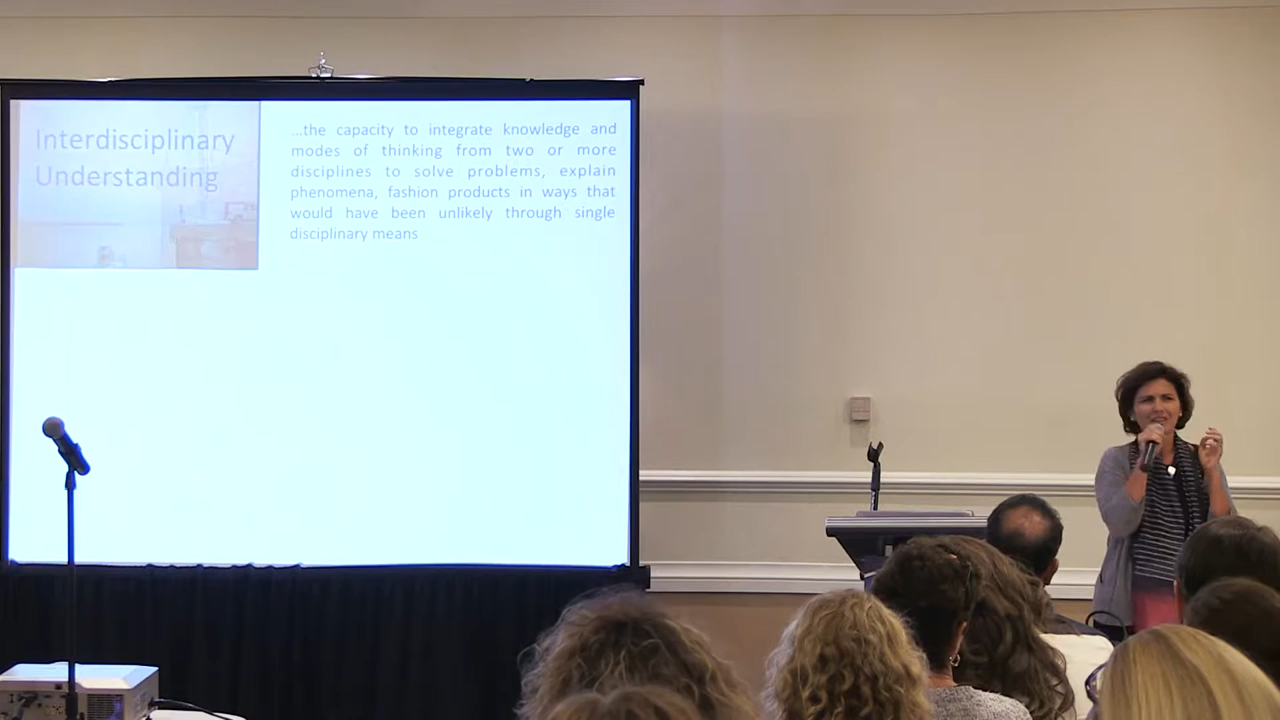 Interdisciplinary
Understanding
...the capacity to integrate knowledge and
modes of thinking from two or more
disciplines to solve problems, explain
phenomena, fashion products in ways that
would have been unlikely through single
disciplinary means